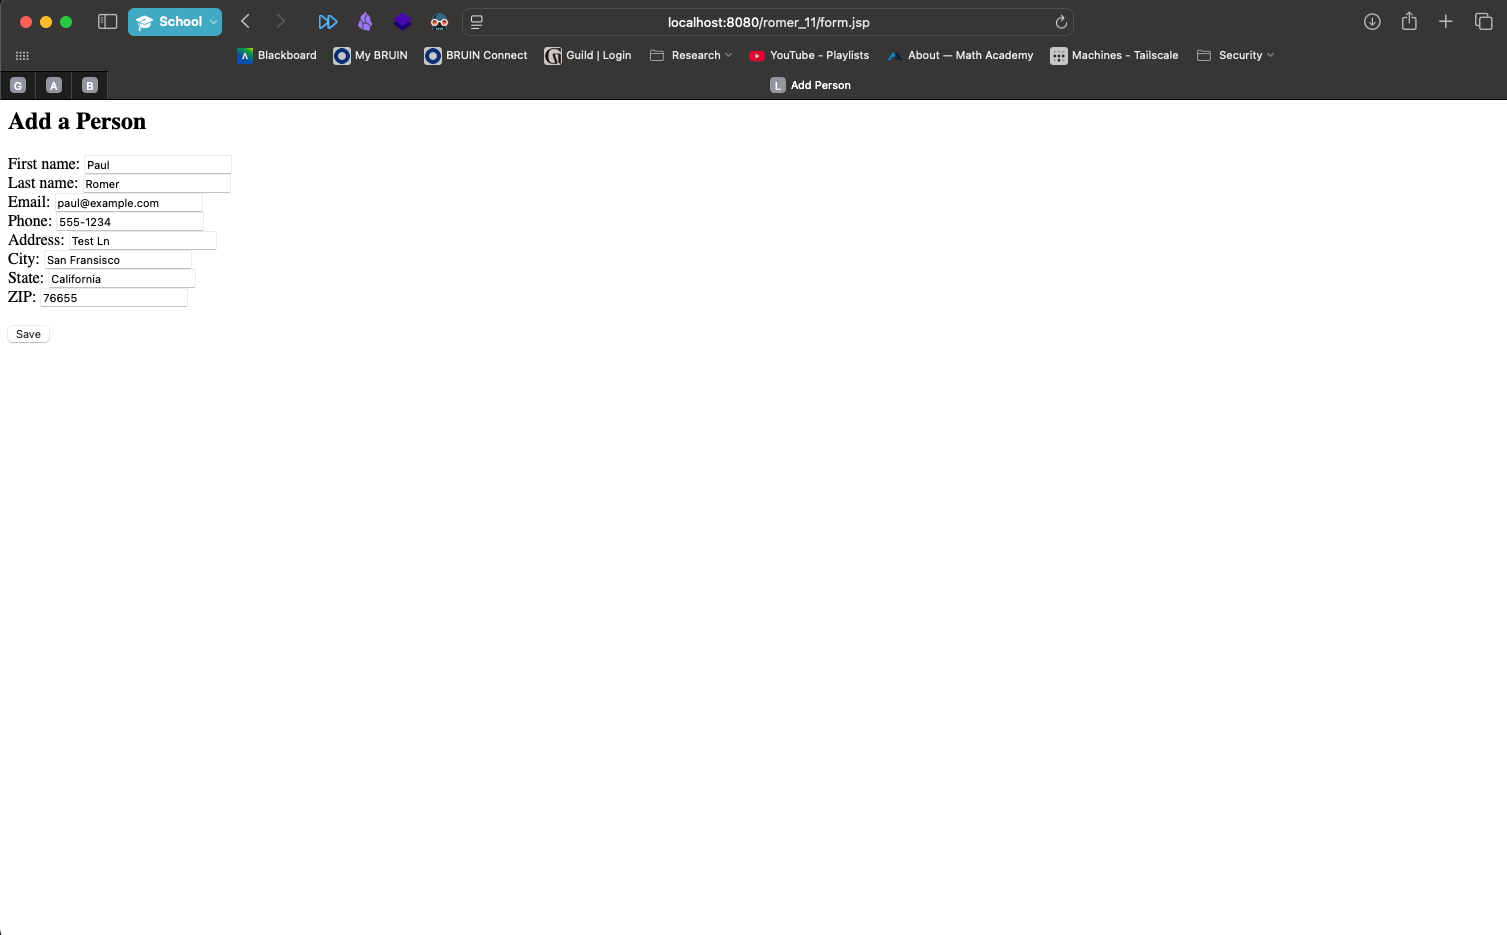 School
localhost:8080/romer_11/form.jsp
Blackboard My BRUIN BRUIN Connect Guild | Login Research YouTube - Playlists About — Math Academy Machines - Tailscale Security
G A B L Add Person
Add a Person
First name: Paul
Last name: Romer
Email: paul@example.com
Phone: 555-1234
Address: Test Ln
City: San Fransisco
State: California
ZIP: 76655
Save